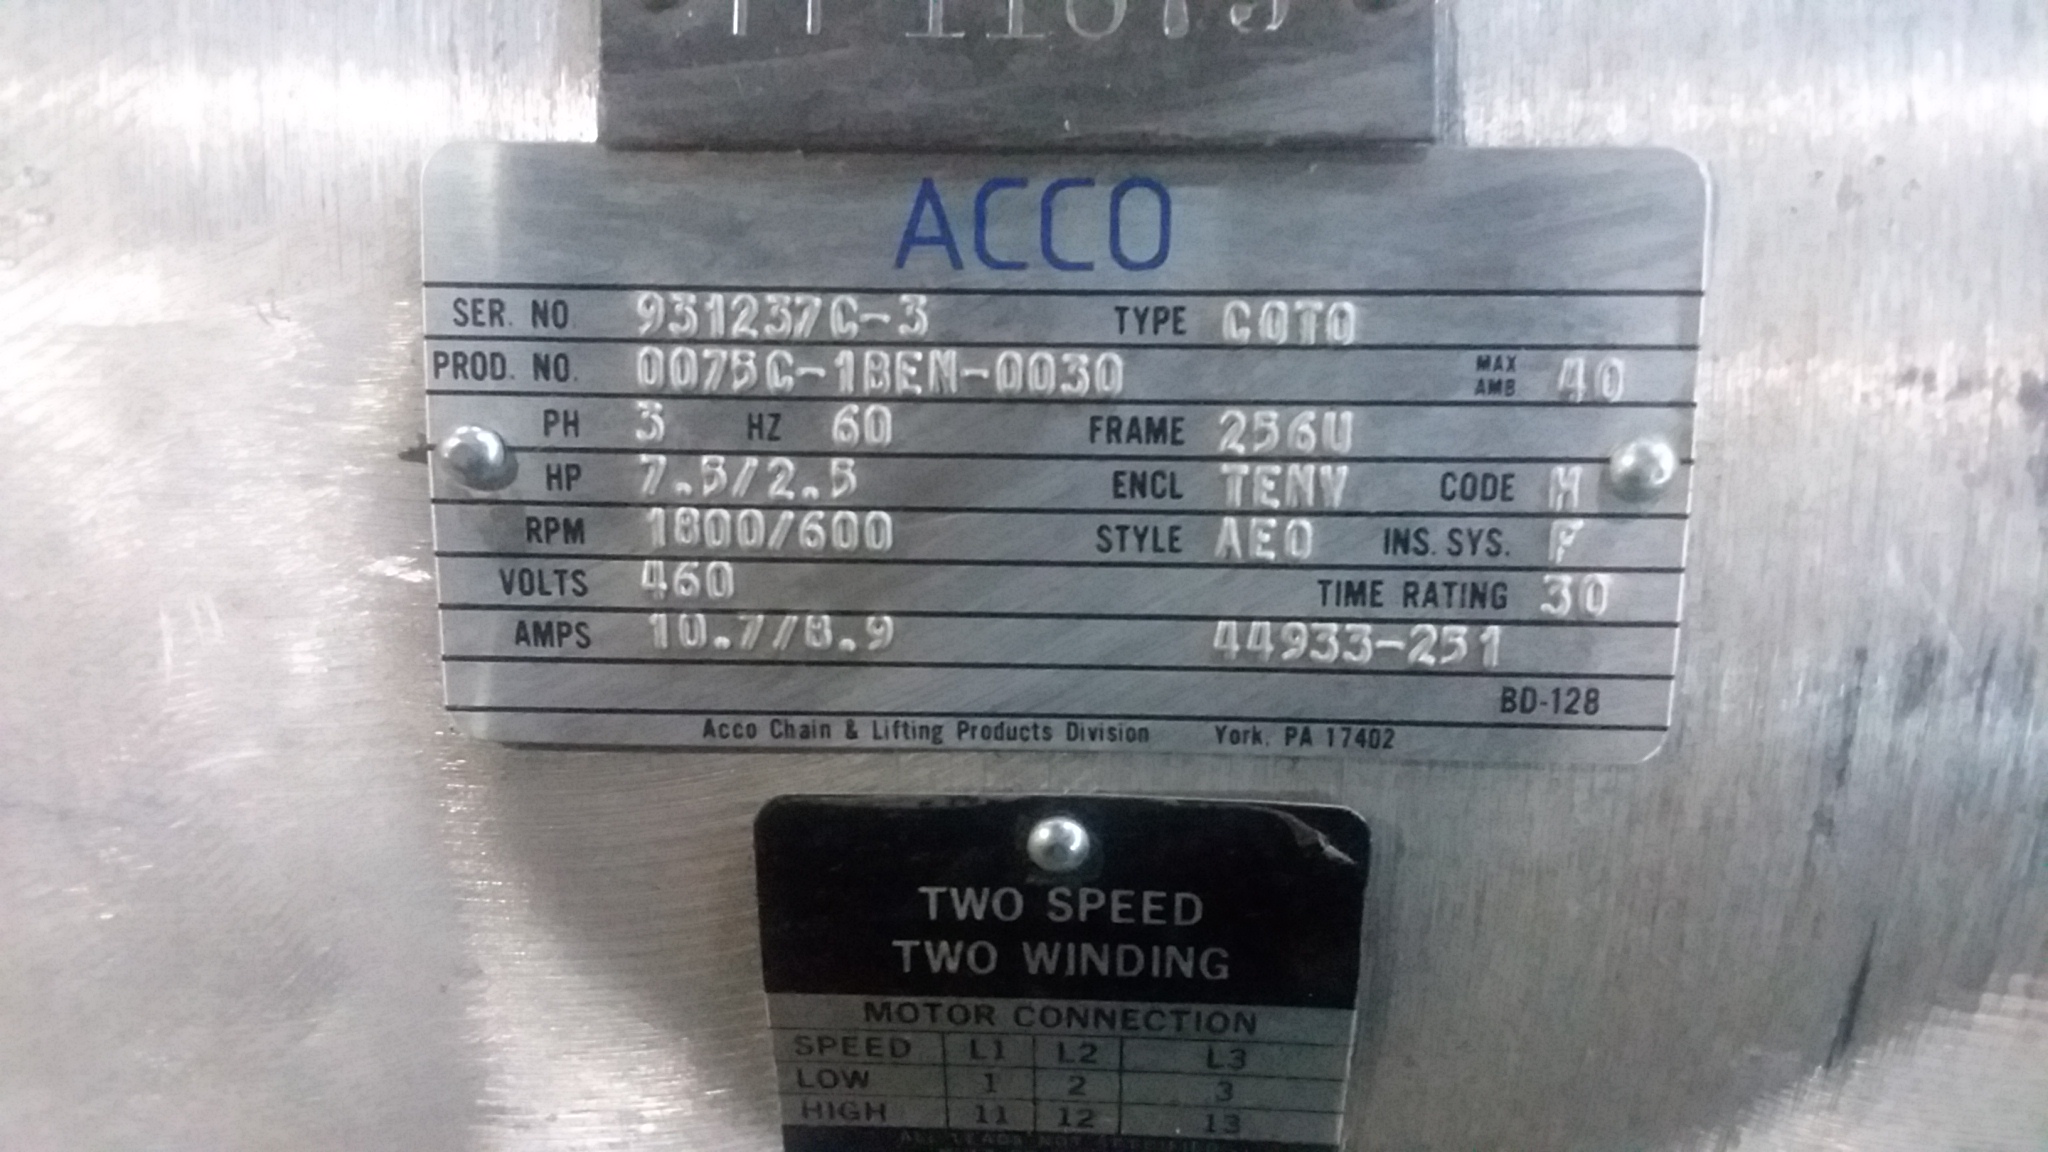 ACCO
SER. NO. 931237C-3 TYPE COTO
PROD. NO. 0075C-1BEN-0030 MAX AMB 40
PH 3 HZ 60 FRAME 256U
HP 7.5/2.5 ENCL TENV CODE M
RPM 1800/600 STYLE AEO INS. SYS. F
VOLTS 460 TIME RATING 30
AMPS 10.7/8.9 44933-251
BD-128
Acco Chain & Lifting Products Division York, PA 17402
TWO SPEED
TWO WINDING
MOTOR CONNECTION
SPEED L1 L2 L3
LOW 1 2 3
HIGH 11 12 13